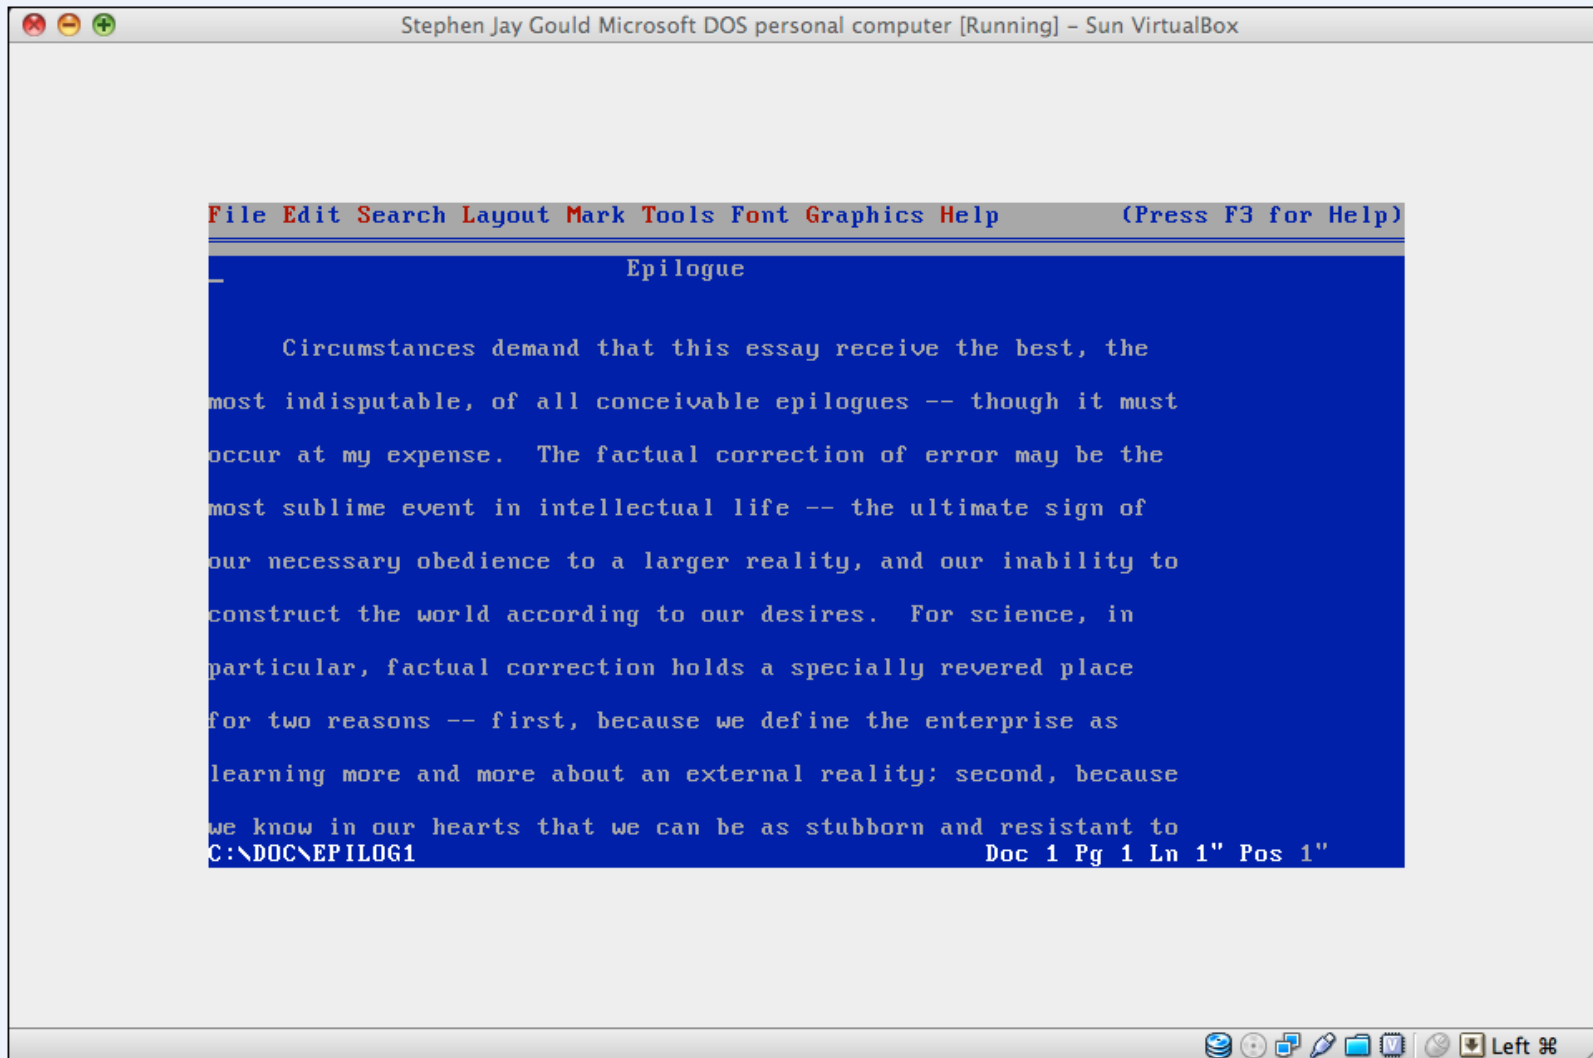 Stephen Jay Gould Microsoft DOS personal computer [Running] – Sun VirtualBox
File Edit Search Layout Mark Tools Font Graphics Help (Press F3 for Help)
Epilogue
Circumstances demand that this essay receive the best, the
most indisputable, of all conceivable epilogues -- though it must
occur at my expense.  The factual correction of error may be the
most sublime event in intellectual life -- the ultimate sign of
our necessary obedience to a larger reality, and our inability to
construct the world according to our desires.  For science, in
particular, factual correction holds a specially revered place
for two reasons -- first, because we define the enterprise as
learning more and more about an external reality; second, because
we know in our hearts that we can be as stubborn and resistant to
C:\DOC\EPILOG1 Doc 1 Pg 1 Ln 1" Pos 1"
Left ⌘